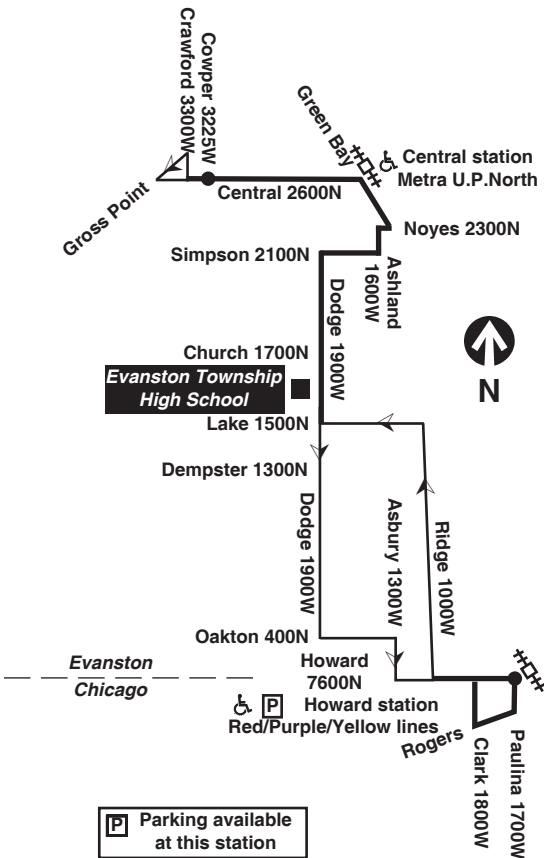 Cowper 3225W
Crawford 3300W
Green Bay
Central station
Metra U.P.North
Gross Point
Central 2600N
Noyes 2300N
Simpson 2100N
Ashland
1600W
Dodge 1900W
Church 1700N
Evanston Township
High School
N
Lake 1500N
Dempster 1300N
Dodge 1900W
Asbury 1300W
Ridge 1000W
Oakton 400N
Evanston
Chicago
Howard
7600N
P Howard station
Red/Purple/Yellow lines
Rogers
Clark 1800W
Paulina 1700W
P Parking available
at this station